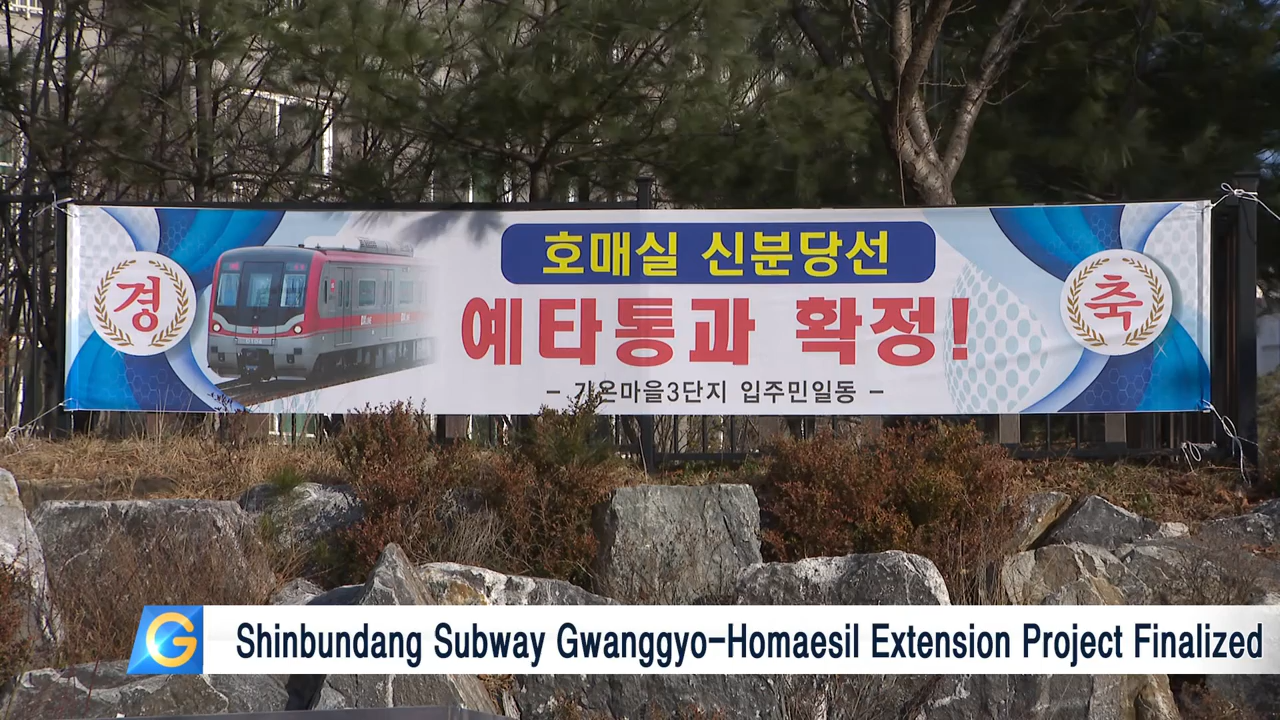 경
호매실 신분당선
예타통과 확정!
– 가온마을3단지 입주민일동 –
축
G
Shinbundang Subway Gwanggyo-Homaesil Extension Project Finalized